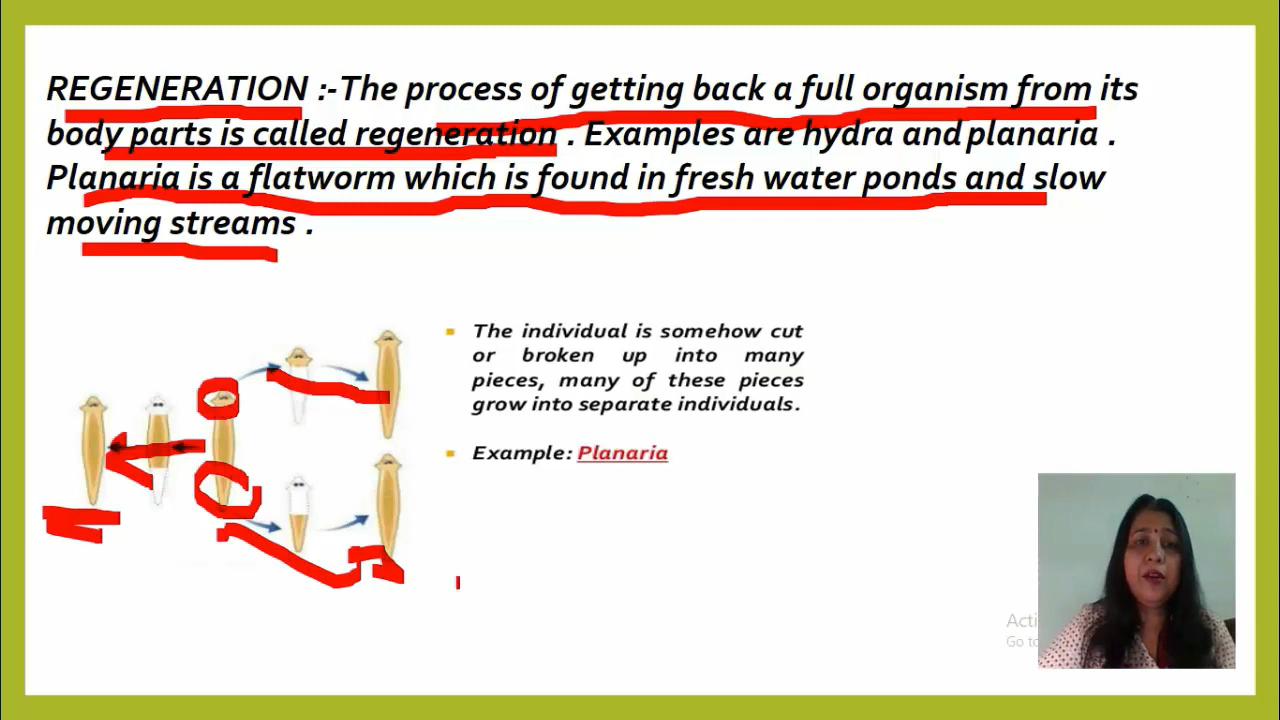 REGENERATION :-The process of getting back a full organism from its
body parts is called regeneration . Examples are hydra and planaria .
Planaria is a flatworm which is found in fresh water ponds and slow
moving streams .
▪ The individual is somehow cut
or broken up into many
pieces, many of these pieces
grow into separate individuals.
▪ Example: Planaria
Go to